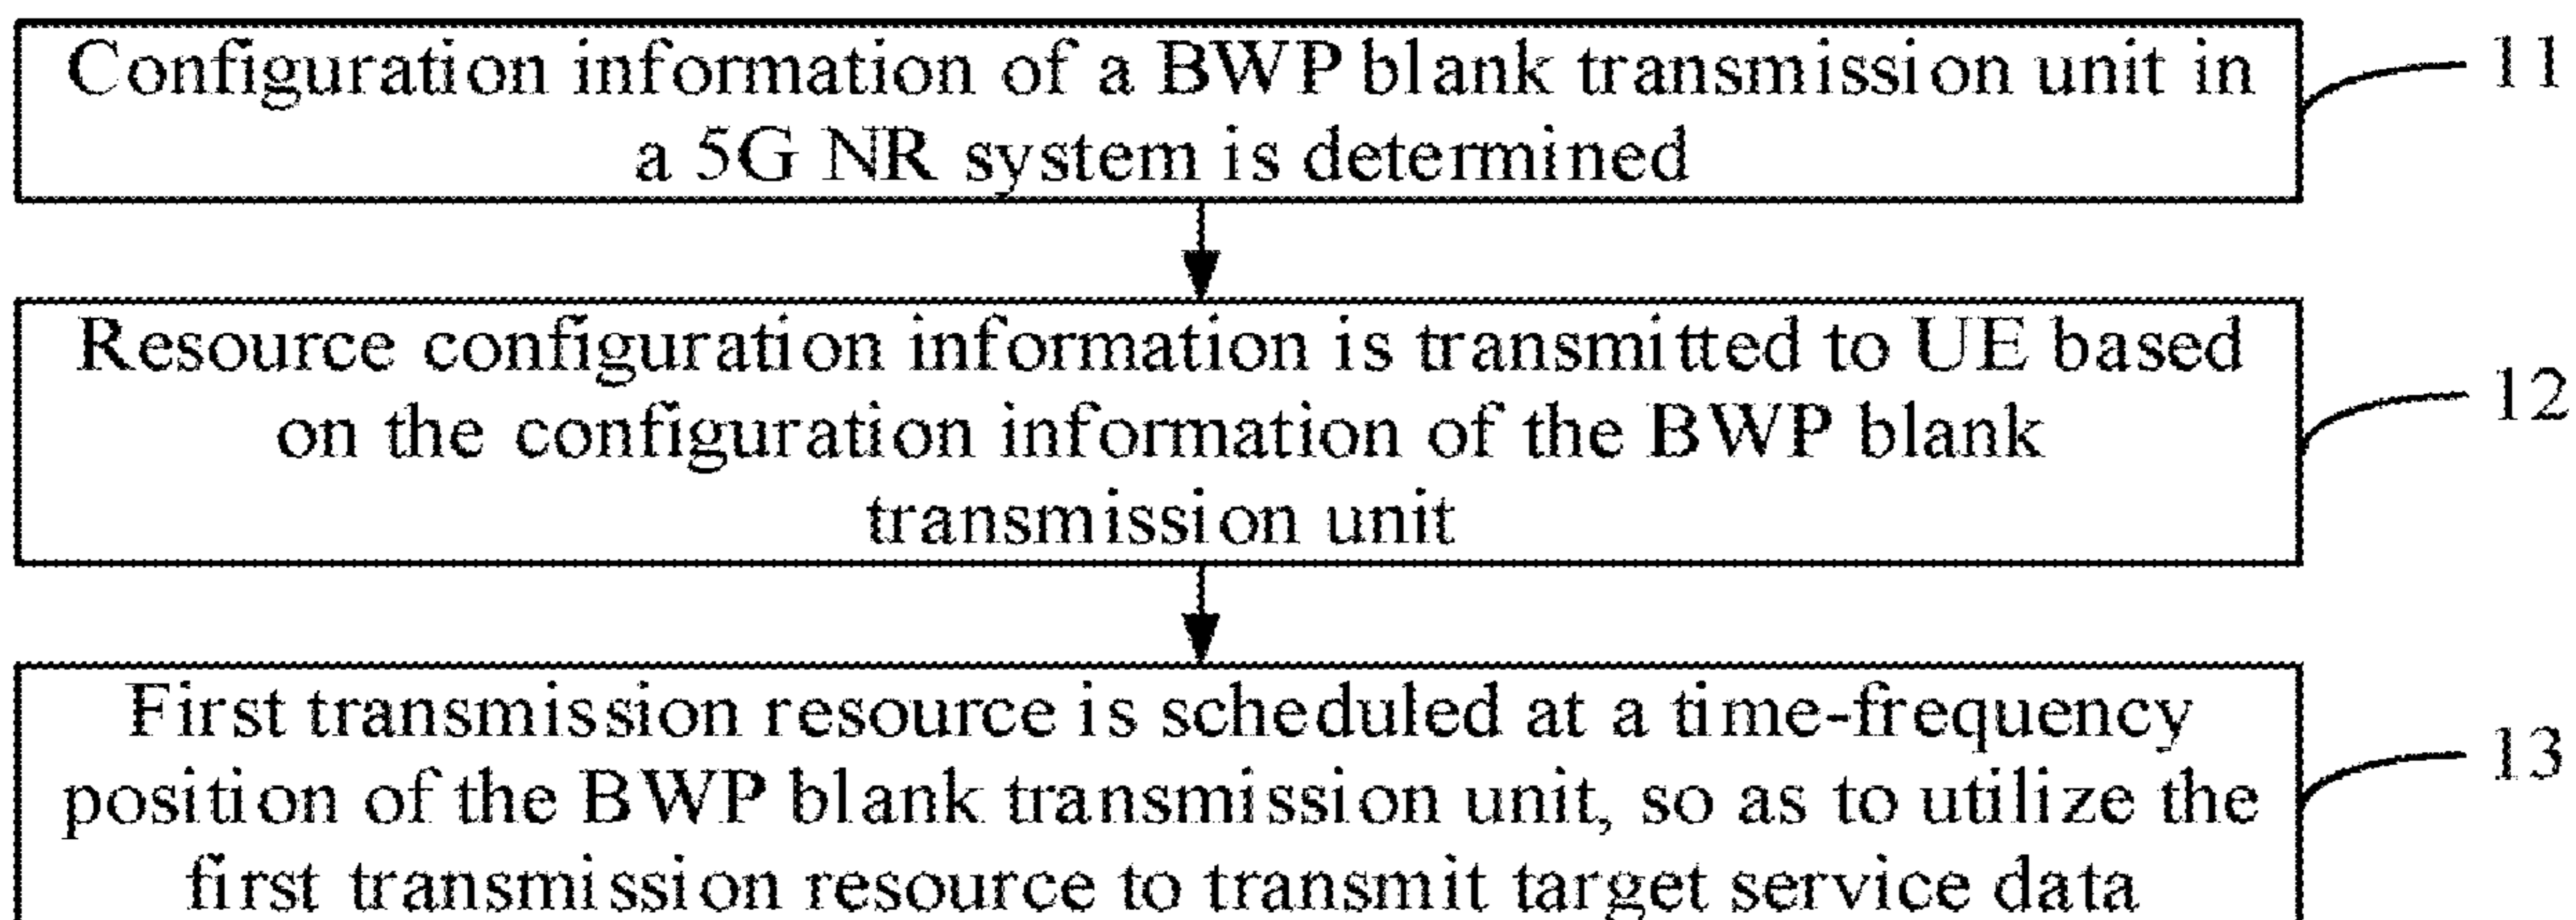 Configuration information of a BWP blank transmission unit in
a 5G NR system is determined
11
Resource configuration information is transmitted to UE based
on the configuration information of the BWP blank
transmission unit
12
First transmission resource is scheduled at a time-frequency
position of the BWP blank transmission unit, so as to utilize the
first transmission resource to transmit target service data
13